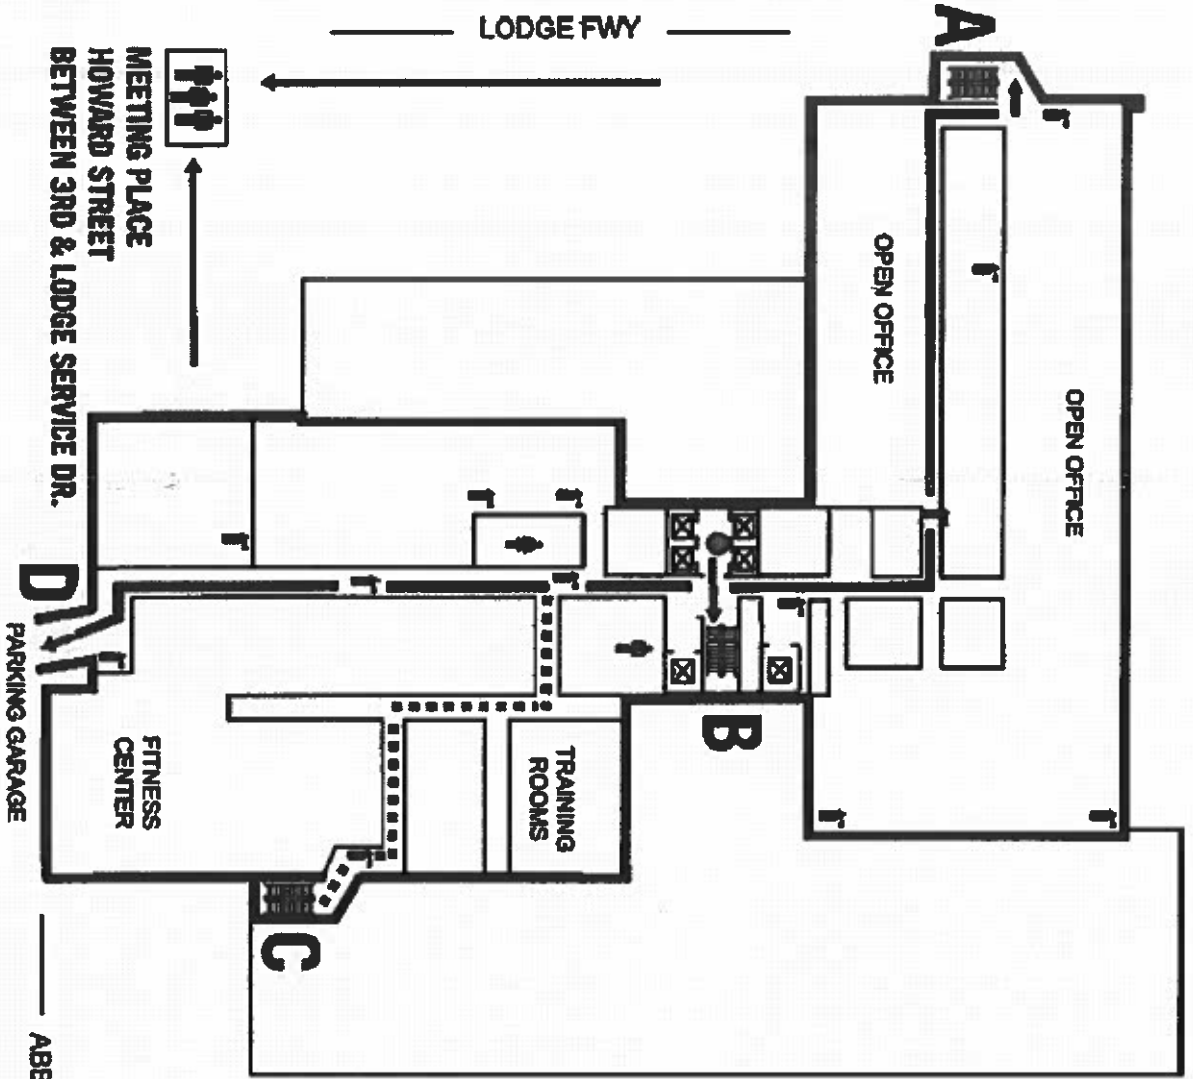 LODGE FWY
A
MEETING PLACE
HOWARD STREET
BETWEEN 3RD & LODGE SERVICE DR.
OPEN OFFICE
OPEN OFFICE
B
TRAINING
ROOMS
FITNESS
CENTER
C
D
PARKING GARAGE
ABB